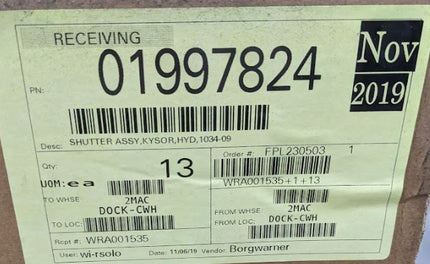 RECEIVING
Nov
2019
PN: 01997824
Desc: SHUTTER ASSY,KYSOR,HYD,1034-09
Qty: 13
UOM:ea
Order #: FPL230503 1
WRA001535+1+13
TO WHSE 2MAC
DOCK-CWH
TO LOC:
FROM WHSE 2MAC
DOCK-CWH
FROM LOC:
Rcpt #: WRA001535
User: wi-rsolo Date: 11/06/19 Vendor: Borgwarner